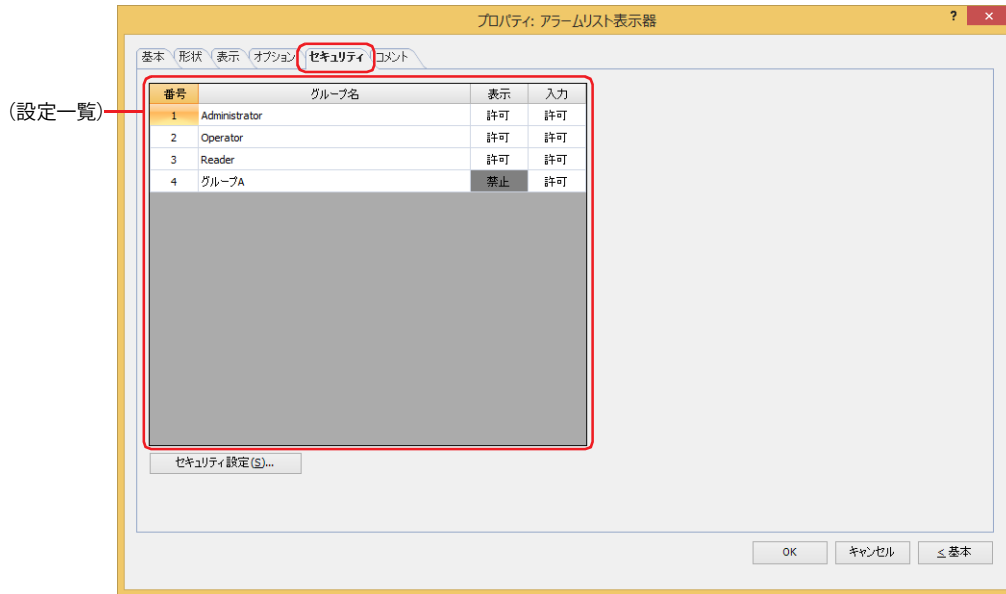 プロパティ: アラームリスト表示器
? ×
基本 形状 表示 オプション セキュリティ コメント
(設定一覧)
番号 グループ名 表示 入力
1 Administrator 許可 許可
2 Operator 許可 許可
3 Reader 許可 許可
4 グループA 禁止 許可
セキュリティ設定(S)...
OK キャンセル <基本